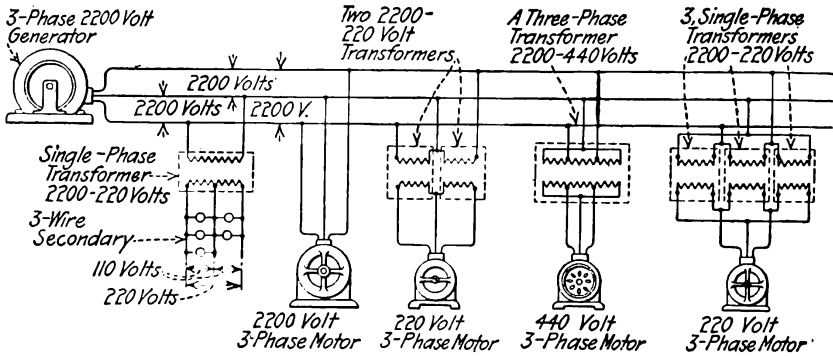 3-Phase 2200 Volt
Generator
2200 Volts
2200 Volts
2200 V.
Two 2200-
220 Volt
Transformers
A Three-Phase
Transformer
2200-440 Volts
3, Single-Phase
Transformers
2200-220 Volts
Single-Phase
Transformer
2200-220 Volts
3-Wire
Secondary
110 Volts
220 Volts
2200 Volt
3-Phase Motor
220 Volt
3-Phase Motor
440 Volt
3-Phase Motor
220 Volt
3-Phase Motor